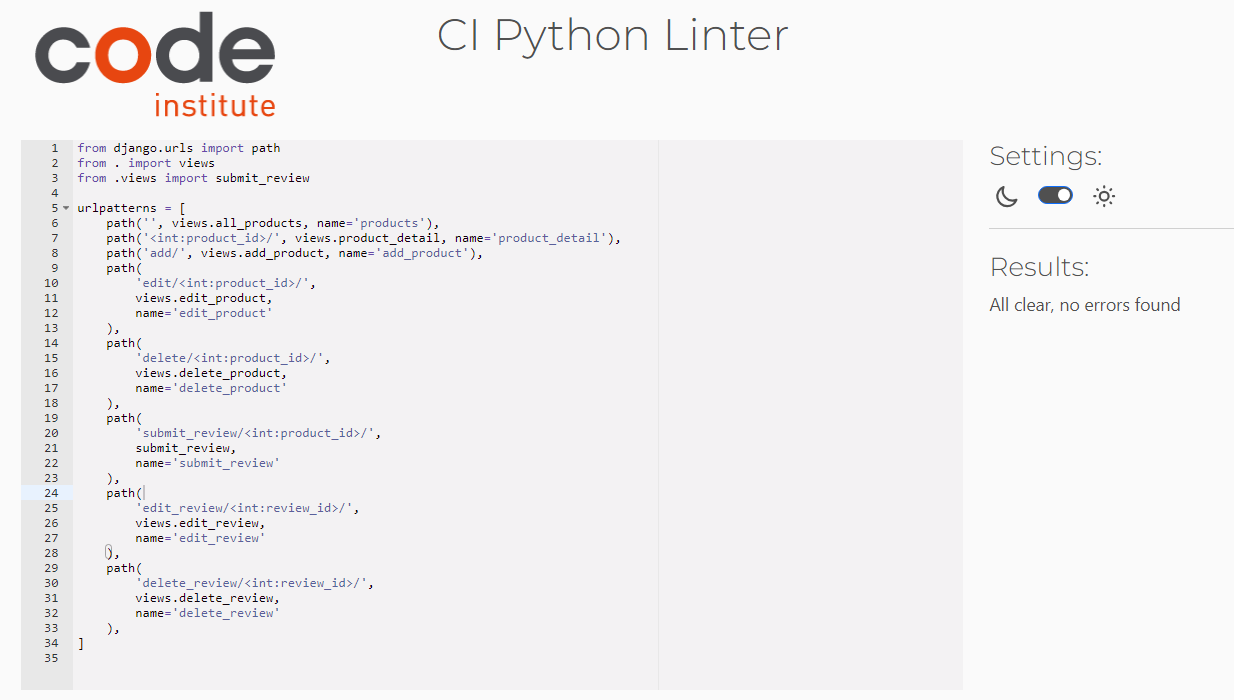 code
institute
CI Python Linter
1 from django.urls import path
2 from . import views
3 from .views import submit_review
4
5 urlpatterns = [
6     path('', views.all_products, name='products'),
7     path('<int:product_id>/', views.product_detail, name='product_detail'),
8     path('add/', views.add_product, name='add_product'),
9     path(
10         'edit/<int:product_id>/',
11         views.edit_product,
12         name='edit_product'
13     ),
14     path(
15         'delete/<int:product_id>/',
16         views.delete_product,
17         name='delete_product'
18     ),
19     path(
20         'submit_review/<int:product_id>/',
21         submit_review,
22         name='submit_review'
23     ),
24     path(
25         'edit_review/<int:review_id>/',
26         views.edit_review,
27         name='edit_review'
28     ),
29     path(
30         'delete_review/<int:review_id>/',
31         views.delete_review,
32         name='delete_review'
33     ),
34 ]
35
Settings:
Results:
All clear, no errors found